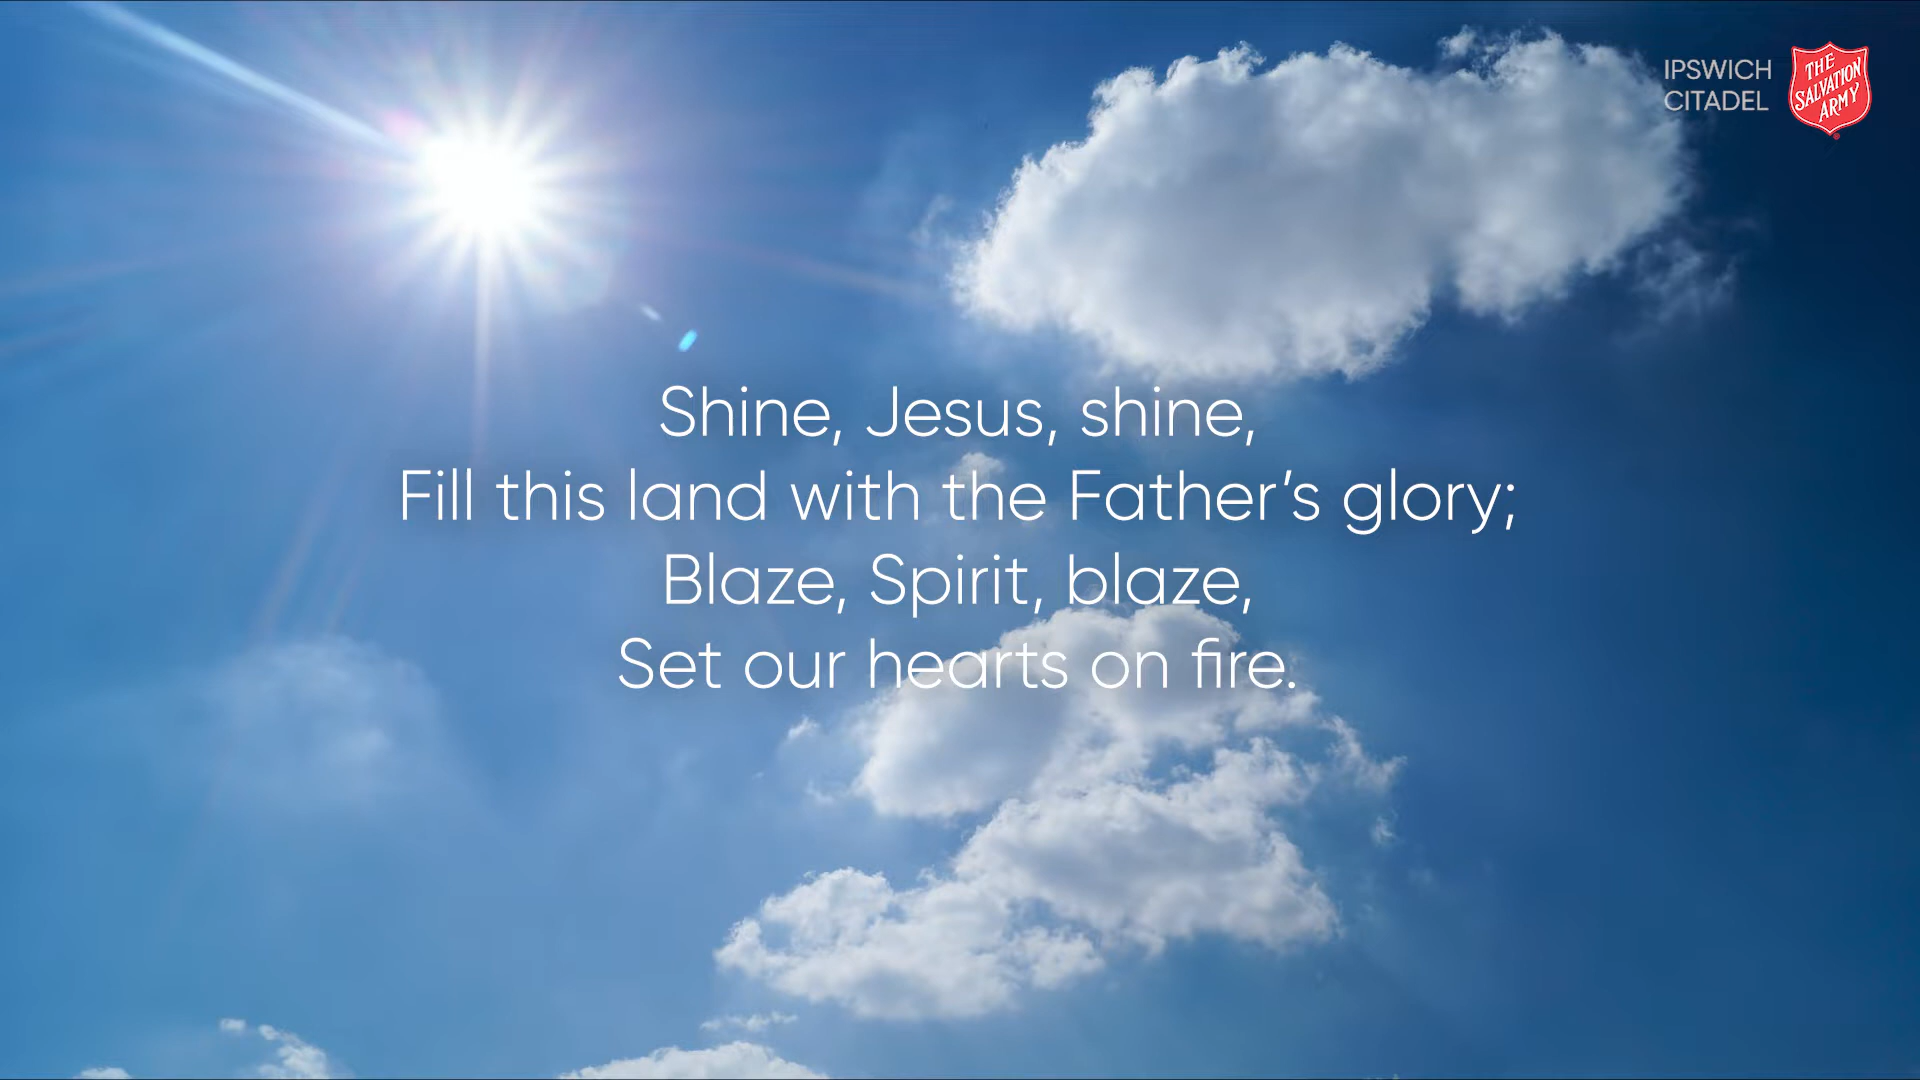 IPSWICH
CITADEL
THE
SALVATION
ARMY
Shine, Jesus, shine,
Fill this land with the Father’s glory;
Blaze, Spirit, blaze,
Set our hearts on fire.